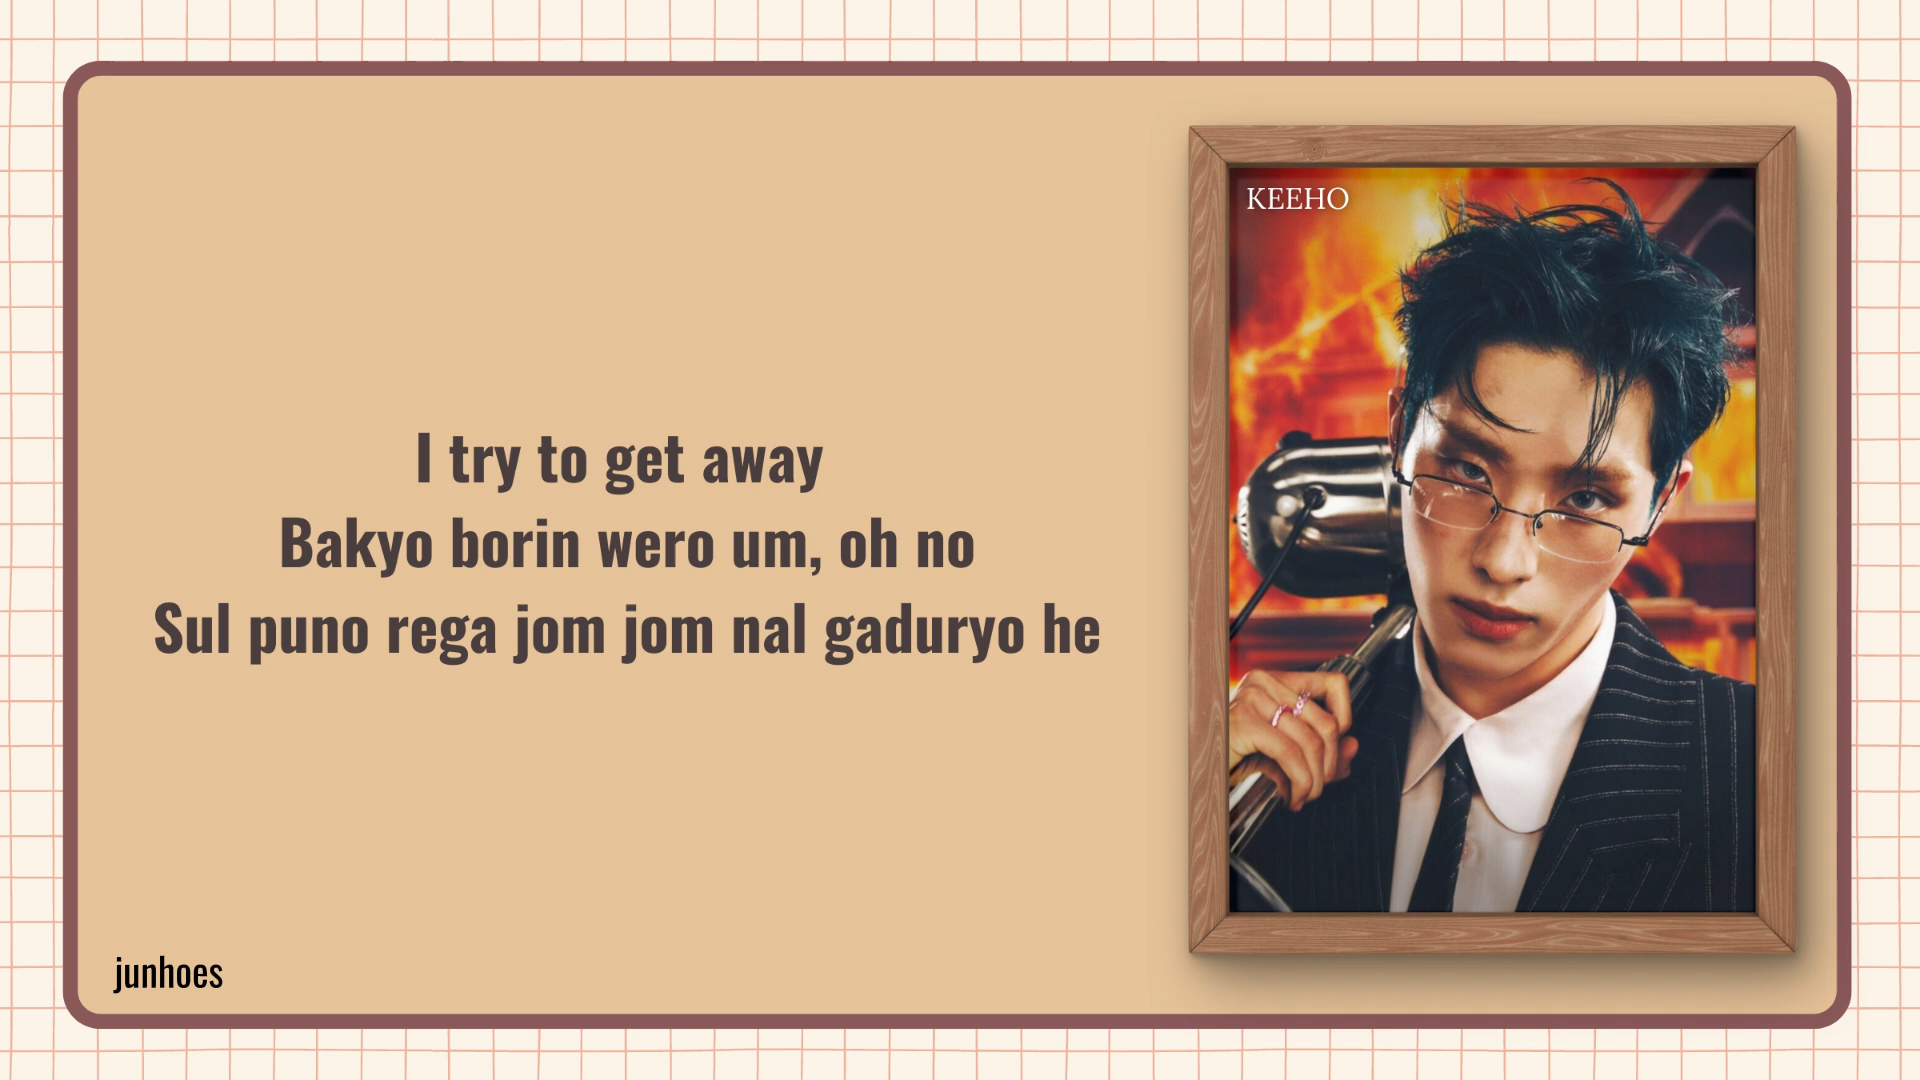 KEEHO
I try to get away
Bakyo borin wero um, oh no
Sul puno rega jom jom nal gaduryo he
junhoes